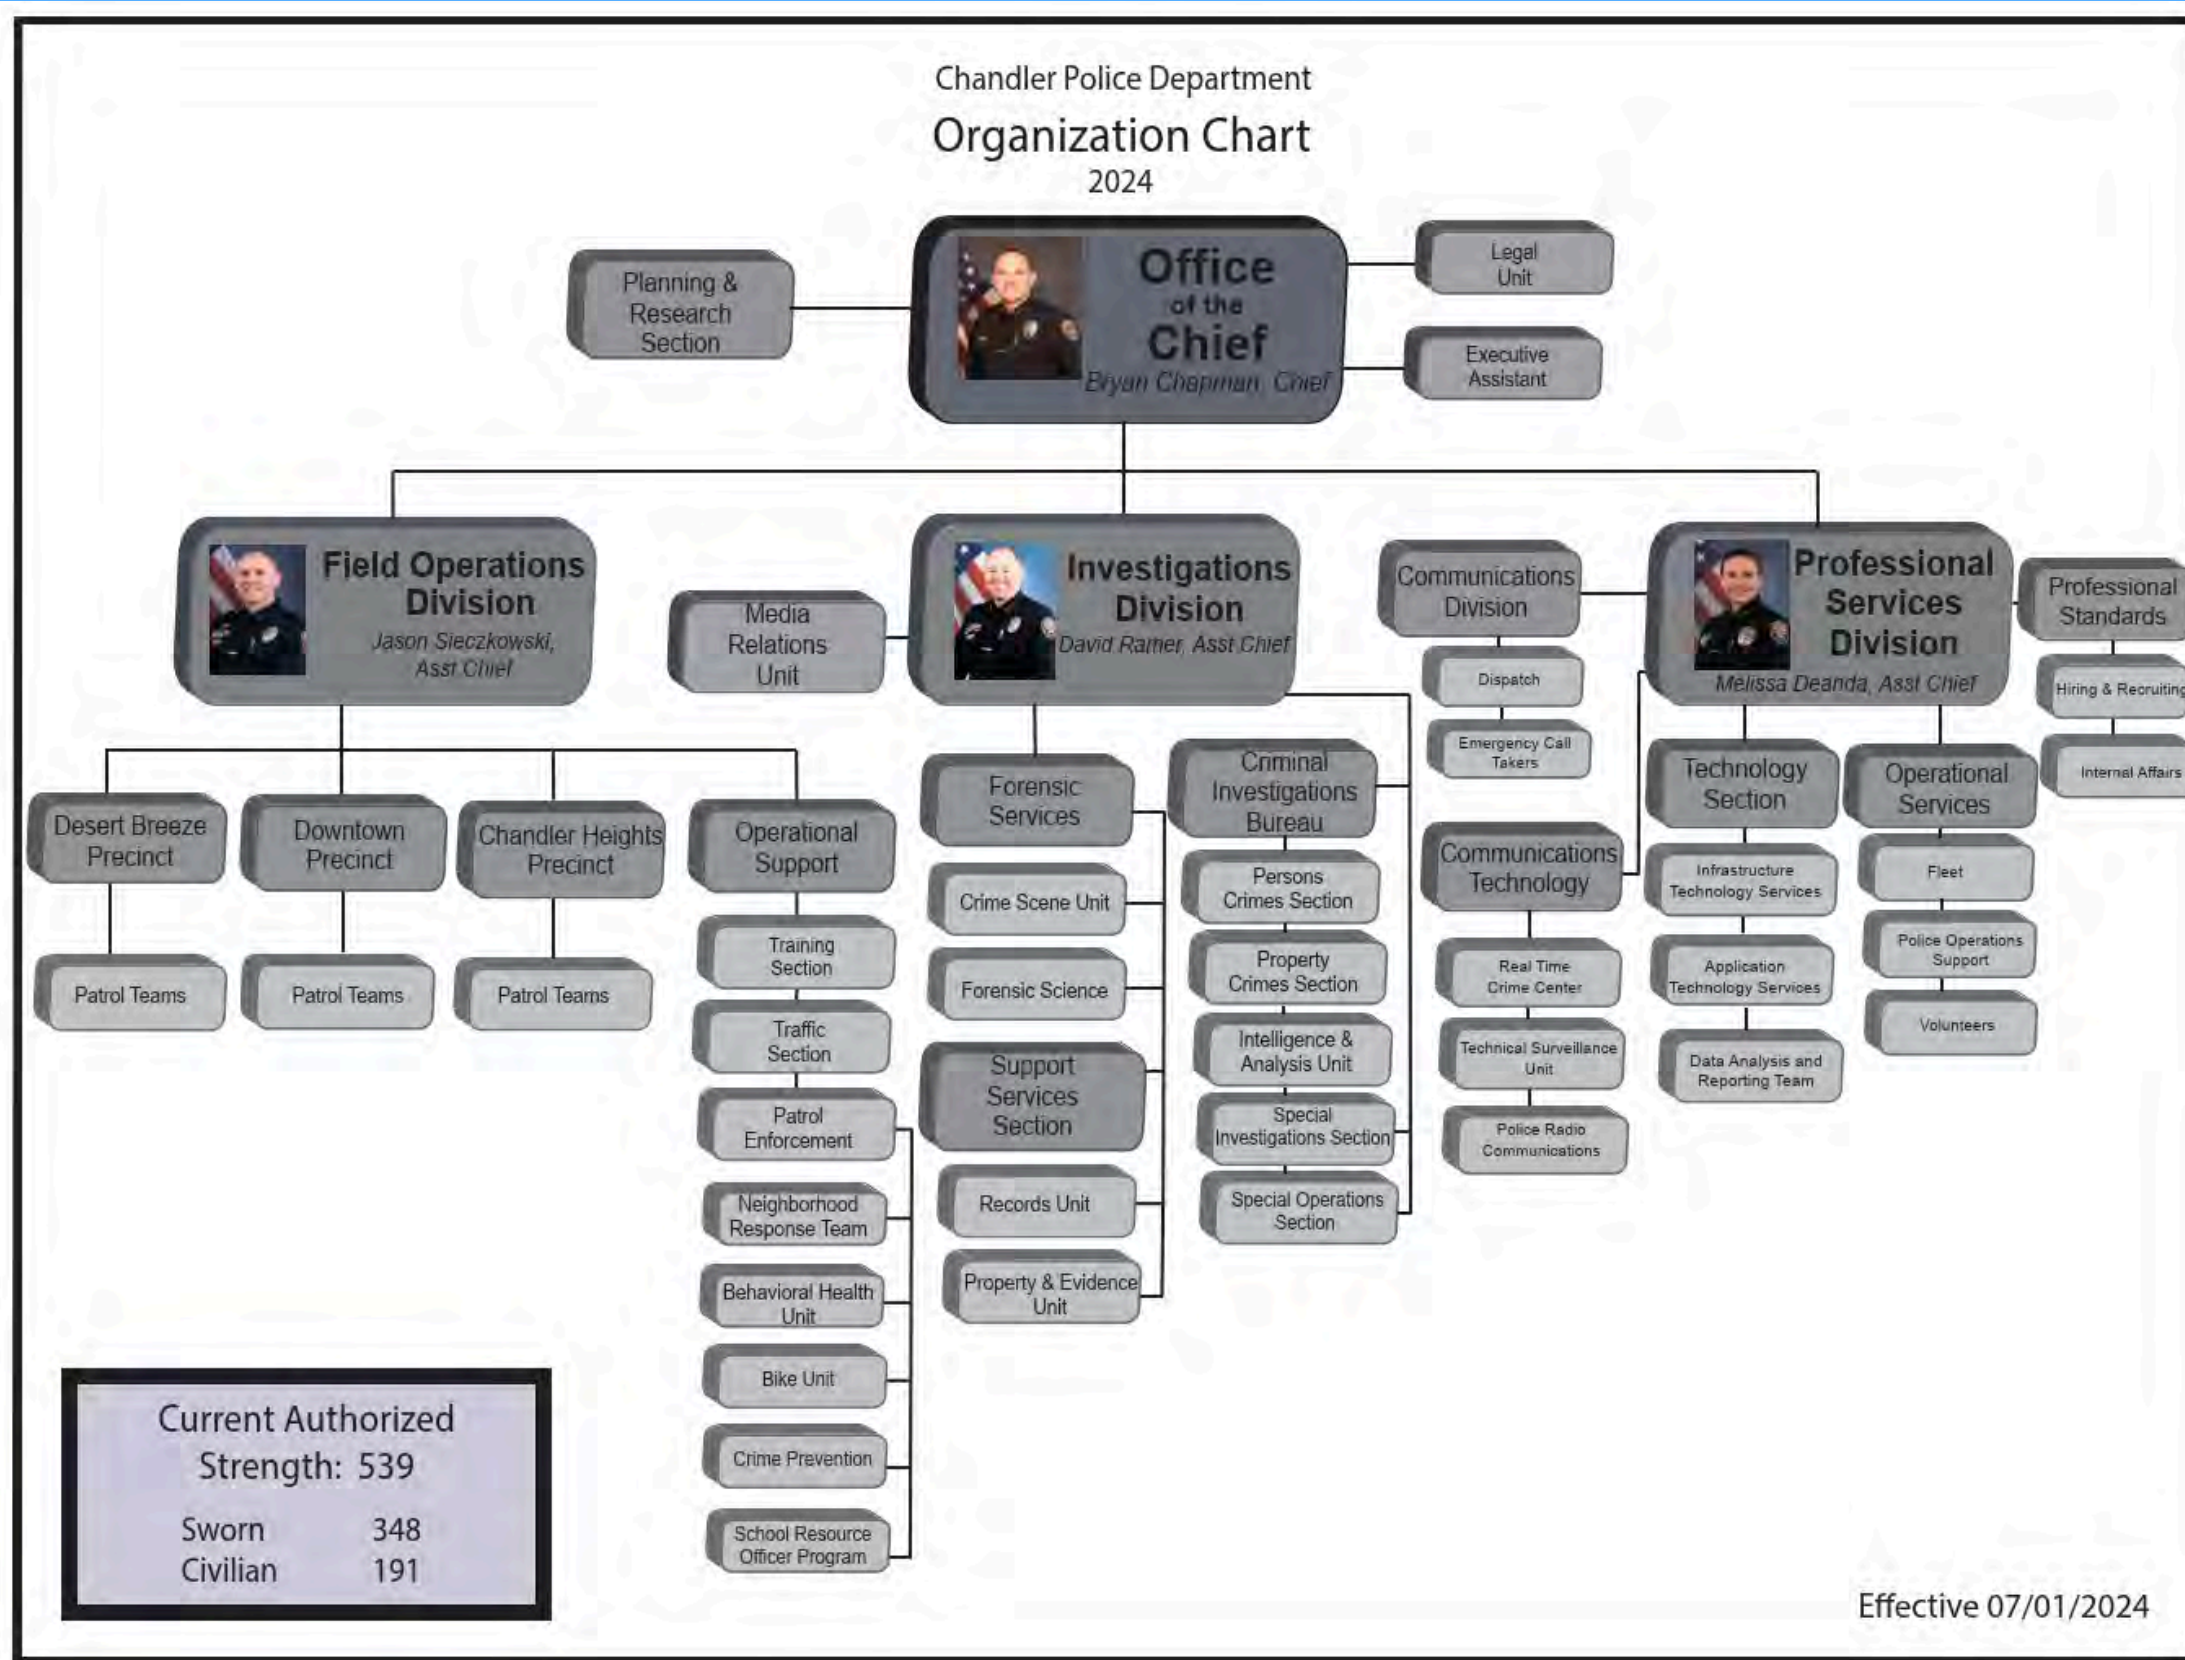 Chandler Police Department
Organization Chart
2024
Planning &
Research
Section
Office
of the
Chief
Bryan Chapman, Chief
Legal
Unit
Executive
Assistant
Field Operations
Division
Jason Sieczkowski,
Asst Chief
Media
Relations
Unit
Investigations
Division
David Ramer, Asst Chief
Communications
Division
Dispatch
Emergency Call
Takers
Professional
Services
Division
Melissa Deanda, Asst Chief
Professional
Standards
Hiring & Recruiting
Internal Affairs
Desert Breeze
Precinct
Patrol Teams
Downtown
Precinct
Patrol Teams
Chandler Heights
Precinct
Patrol Teams
Operational
Support
Training
Section
Traffic
Section
Patrol
Enforcement
Neighborhood
Response Team
Behavioral Health
Unit
Bike Unit
Crime Prevention
School Resource
Officer Program
Forensic
Services
Crime Scene Unit
Forensic Science
Support
Services
Section
Records Unit
Property & Evidence
Unit
Criminal
Investigations
Bureau
Persons
Crimes Section
Property
Crimes Section
Intelligence &
Analysis Unit
Special
Investigations Section
Special Operations
Section
Communications
Technology
Real Time
Crime Center
Technical Surveillance
Unit
Police Radio
Communications
Technology
Section
Infrastructure
Technology Services
Application
Technology Services
Data Analysis and
Reporting Team
Operational
Services
Fleet
Police Operations
Support
Volunteers
Current Authorized
Strength: 539
Sworn 348
Civilian 191
Effective 07/01/2024